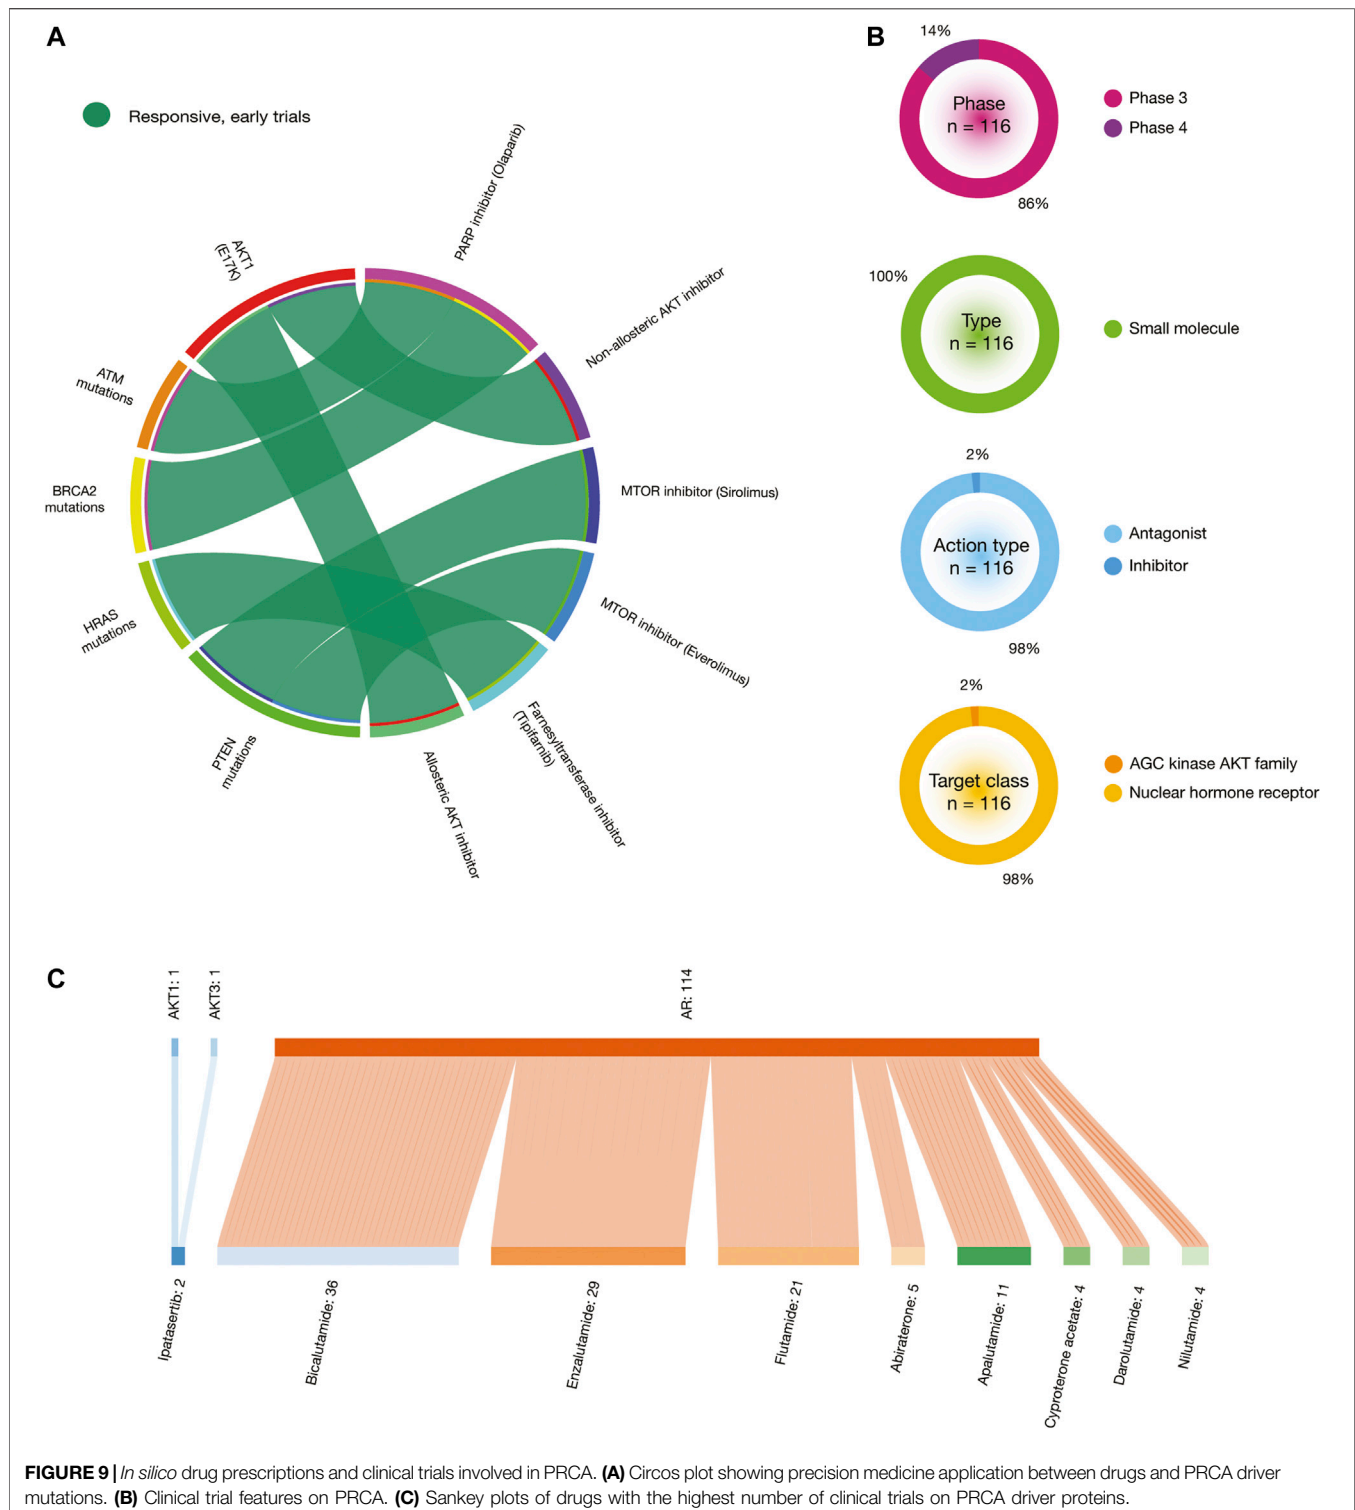 A
Responsive, early trials
AKT1
(E17K)
PARP inhibitor (Olaparib)
Non-allosteric AKT inhibitor
ATM
mutations
BRCA2
mutations
MTOR inhibitor (Sirolimus)
HRAS
mutations
MTOR inhibitor (Everolimus)
PTEN
mutations
Allosteric AKT inhibitor
Farnesyltransferase inhibitor
(Tipifarnib)
B
14%
Phase
n = 116
86%
Phase 3
Phase 4
100%
Type
n = 116
Small molecule
2%
Action type
n = 116
98%
Antagonist
Inhibitor
2%
Target class
n = 116
98%
AGC kinase AKT family
Nuclear hormone receptor
C
AKT1: 1
AKT3: 1
AR: 114
Ipatasertib: 2
Bicalutamide: 36
Enzalutamide: 29
Flutamide: 21
Abiraterone: 5
Apalutamide: 11
Cyproterone acetate: 4
Darolutamide: 4
Nilutamide: 4
FIGURE 9 | In silico drug prescriptions and clinical trials involved in PRCA. (A) Circos plot showing precision medicine application between drugs and PRCA driver
mutations. (B) Clinical trial features on PRCA. (C) Sankey plots of drugs with the highest number of clinical trials on PRCA driver proteins.